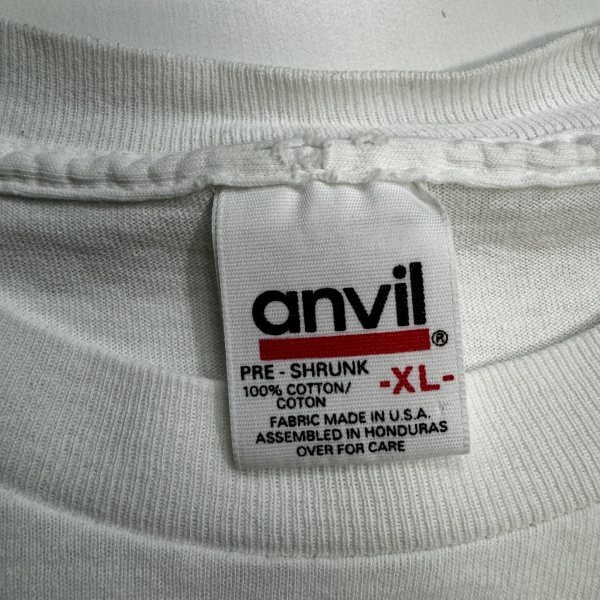 anvil®
PRE - SHRUNK
100% COTTON/
COTON
-XL-
FABRIC MADE IN U.S.A.
ASSEMBLED IN HONDURAS
OVER FOR CARE